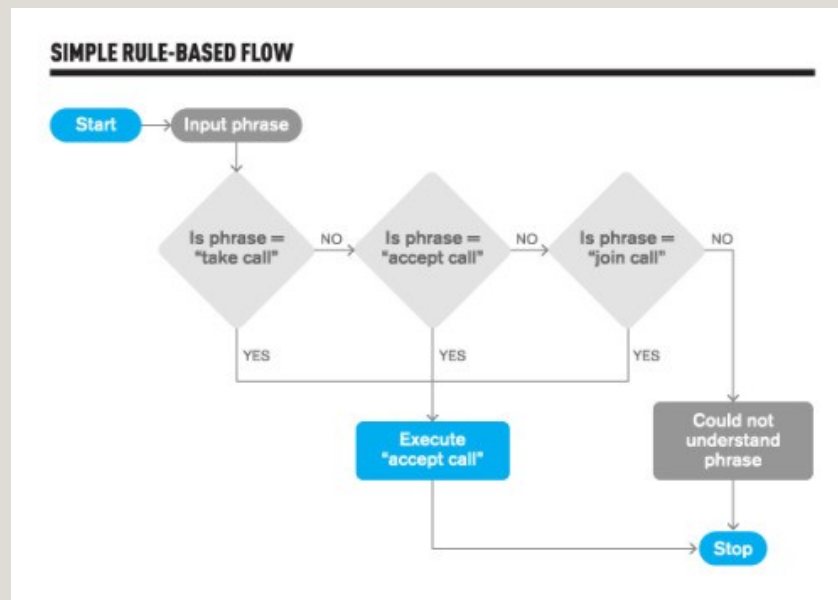 SIMPLE RULE-BASED FLOW
Start
Input phrase
Is phrase =
“take call”
NO
Is phrase =
“accept call”
NO
Is phrase =
“join call”
NO
YES
YES
YES
Execute
“accept call”
Could not
understand
phrase
Stop